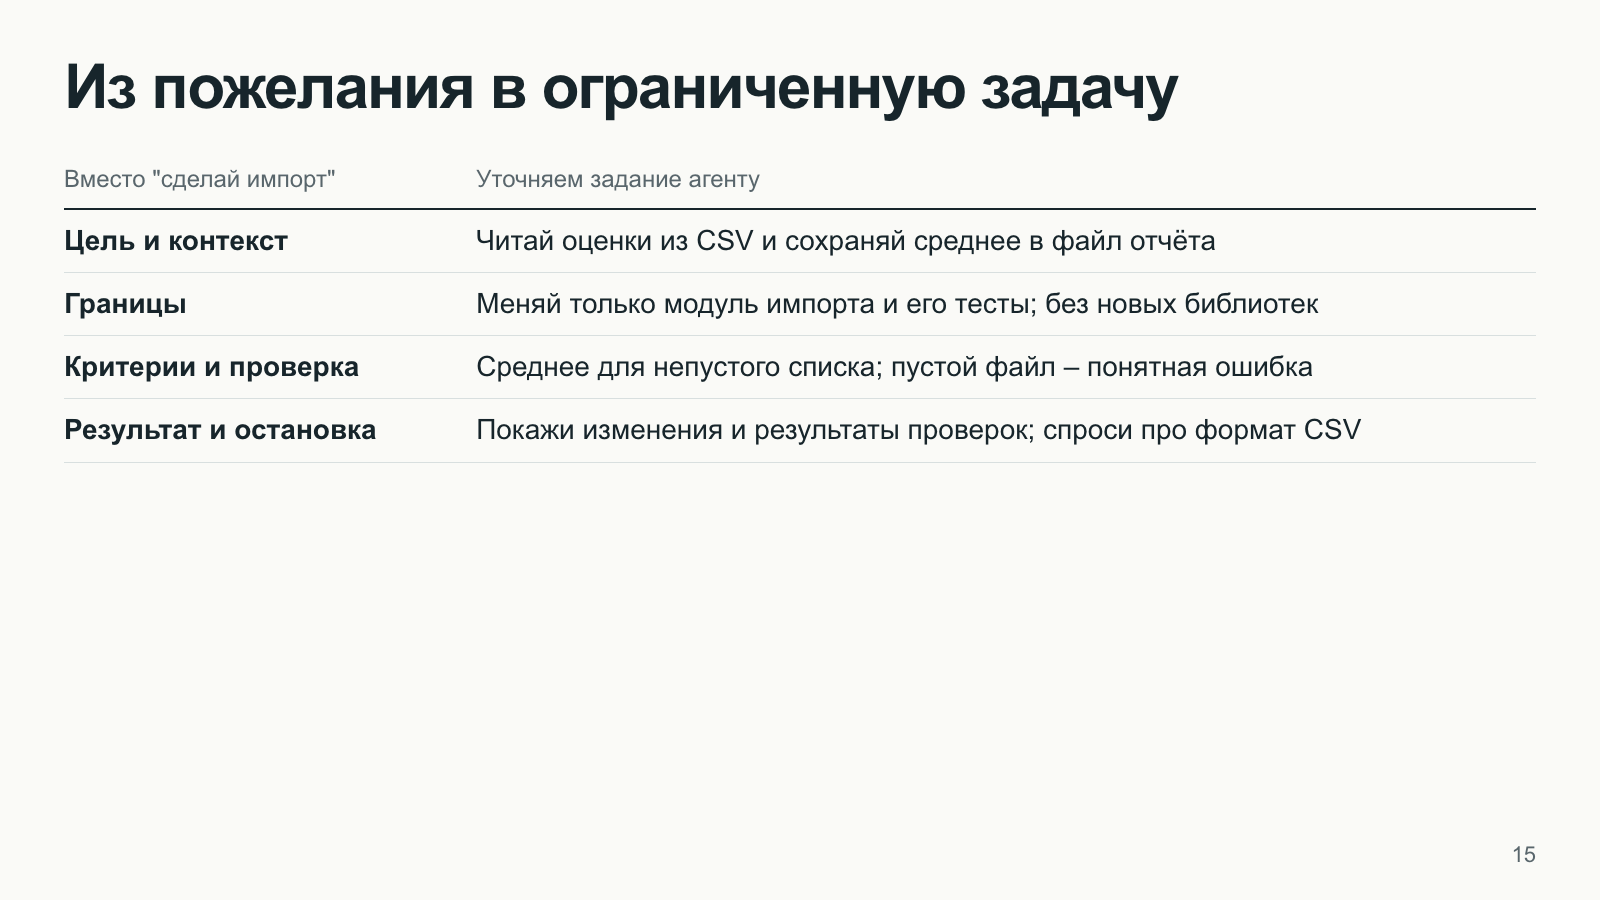 Из пожелания в ограниченную задачу
Вместо "сделай импорт" Уточняем задание агенту
Цель и контекст Читай оценки из CSV и сохраняй среднее в файл отчёта
Границы Меняй только модуль импорта и его тесты; без новых библиотек
Критерии и проверка Среднее для непустого списка; пустой файл – понятная ошибка
Результат и остановка Покажи изменения и результаты проверок; спроси про формат CSV
15